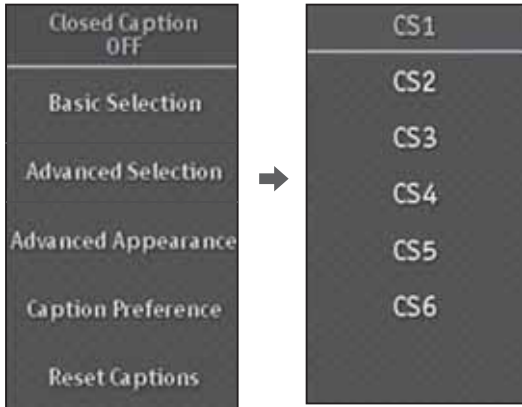 Closed Caption
OFF
Basic Selection
Advanced Selection
Advanced Appearance
Caption Preference
Reset Captions
CS1
CS2
CS3
CS4
CS5
CS6